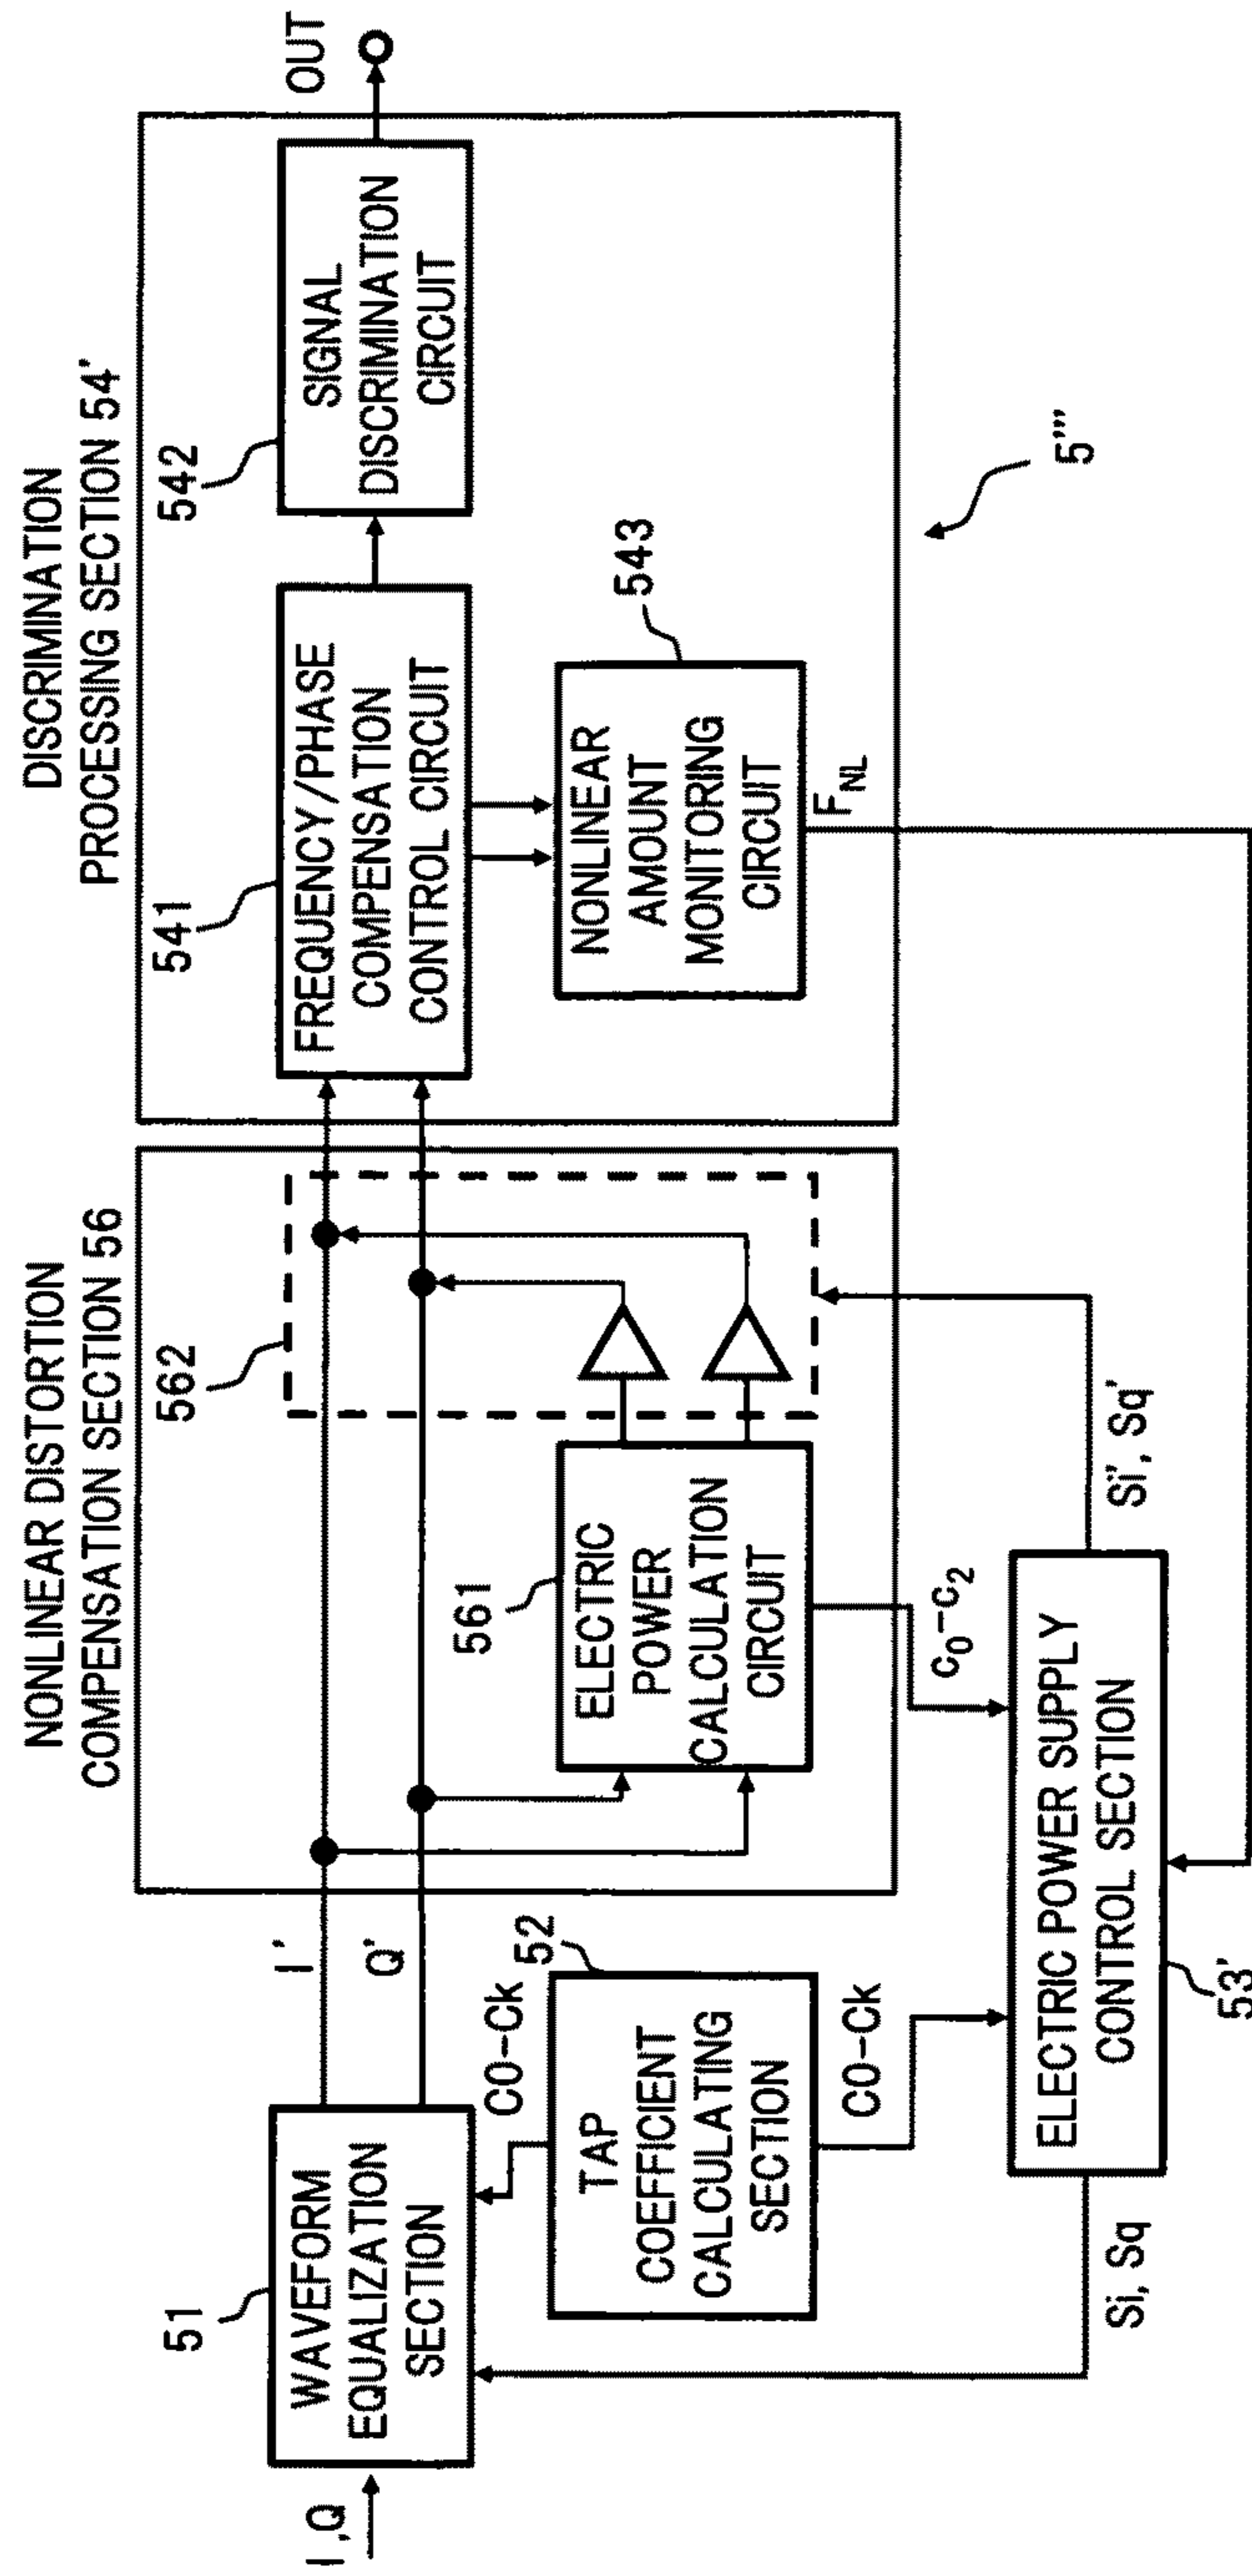 I,Q
51
WAVEFORM
EQUALIZATION
SECTION
I'
Q'
CO-Ck
52
TAP
COEFFICIENT
CALCULATING
SECTION
CO-Ck
Si, Sq
NONLINEAR DISTORTION
COMPENSATION SECTION 56
562
561
ELECTRIC
POWER
CALCULATION
CIRCUIT
c₀-c₂
Si', Sq'
ELECTRIC POWER SUPPLY
CONTROL SECTION
53'
DISCRIMINATION
PROCESSING SECTION 54'
541
FREQUENCY/PHASE
COMPENSATION
CONTROL CIRCUIT
542
SIGNAL
DISCRIMINATION
CIRCUIT
OUT
543
NONLINEAR
AMOUNT
MONITORING
CIRCUIT
F_NL
5'''